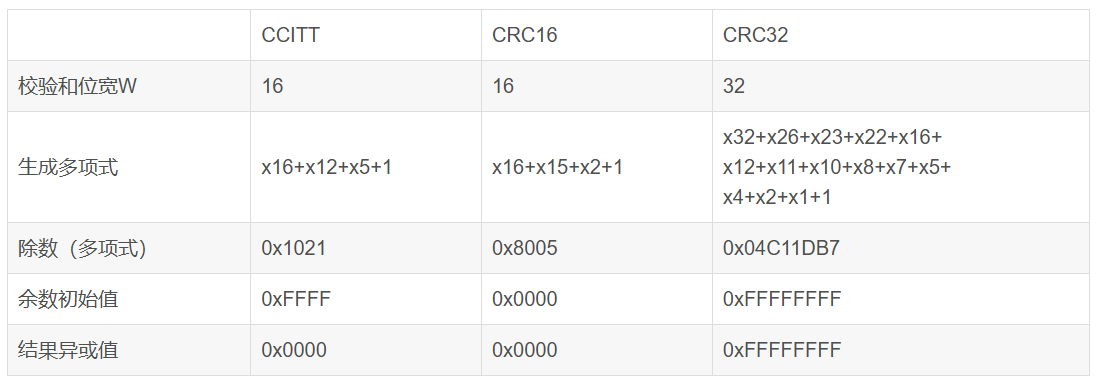 CCITT CRC16 CRC32
校验和位宽W 16 16 32
生成多项式 x16+x12+x5+1 x16+x15+x2+1 x32+x26+x23+x22+x16+
x12+x11+x10+x8+x7+x5+
x4+x2+x1+1
除数（多项式） 0x1021 0x8005 0x04C11DB7
余数初始值 0xFFFF 0x0000 0xFFFFFFFF
结果异或值 0x0000 0x0000 0xFFFFFFFF